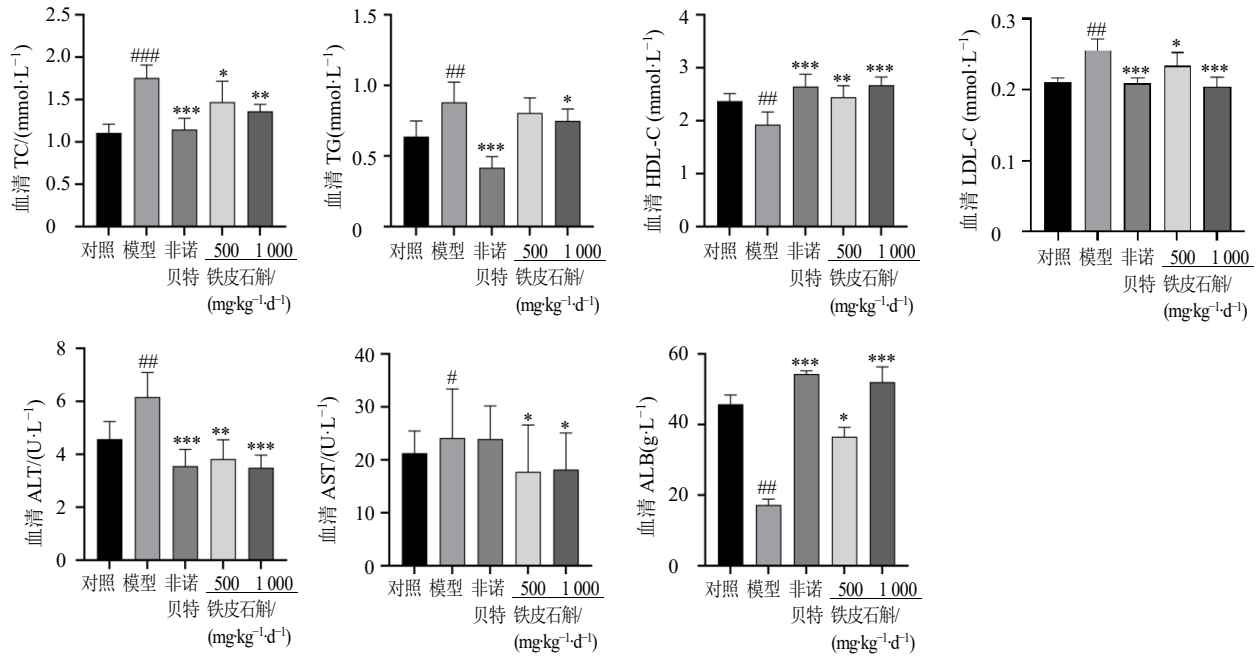 血清 TC/(mmol·L⁻¹)
2.5
2.0
1.5
1.0
0.5
0
###
***
*
**
对照 模型 非诺 500 1 000
贝特 铁皮石斛/
(mg·kg⁻¹·d⁻¹)
血清 TG(mmol·L⁻¹)
1.5
1.0
0.5
0
##
***
*
对照 模型 非诺 500 1 000
贝特 铁皮石斛/
(mg·kg⁻¹·d⁻¹)
血清 HDL-C (mmol·L⁻¹)
4
3
2
1
0
##
***
**
***
对照 模型 非诺 500 1 000
贝特 铁皮石斛/
(mg·kg⁻¹·d⁻¹)
血清 LDL-C (mmol·L⁻¹)
0.3
0.2
0.1
0
##
***
*
***
对照 模型 非诺 500 1 000
贝特 铁皮石斛/
(mg·kg⁻¹·d⁻¹)
血清 ALT/(U·L⁻¹)
8
6
4
2
0
##
***
**
***
对照 模型 非诺 500 1 000
贝特 铁皮石斛/
(mg·kg⁻¹·d⁻¹)
血清 AST/(U·L⁻¹)
40
30
20
10
0
#
*
*
对照 模型 非诺 500 1 000
贝特 铁皮石斛/
(mg·kg⁻¹·d⁻¹)
血清 ALB(g·L⁻¹)
60
40
20
0
##
***
*
***
对照 模型 非诺 500 1 000
贝特 铁皮石斛/
(mg·kg⁻¹·d⁻¹)